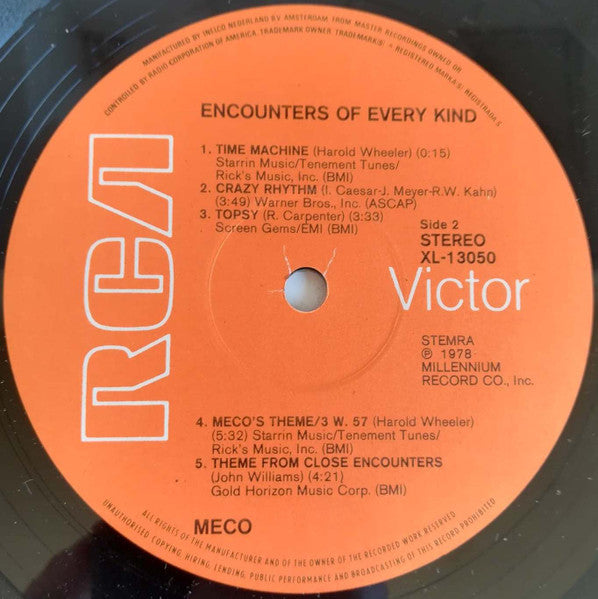 MANUFACTURED BY INELCO NEDERLAND BV, AMSTERDAM FROM MASTER RECORDINGS OWNED OR
CONTROLLED BY RADIO CORPORATION OF AMERICA. TRADEMARK OWNER TRADEMARK(S) ® REGISTERED MARKA'S) REGISTRADA'S
ENCOUNTERS OF EVERY KIND
1. TIME MACHINE (Harold Wheeler) (0:15)
Starrin Music/Tenement Tunes/
Rick's Music, Inc. (BMI)
2. CRAZY RHYTHM (I. Caesar-J. Meyer-R.W. Kahn)
(3:49) Warner Bros., Inc. (ASCAP)
3. TOPSY (R. Carpenter) (3:33)
Screen Gems/EMI (BMI)
Side 2
STEREO
XL-13050
RCA
Victor
STEMRA
℗ 1978
MILLENNIUM
RECORD CO., Inc.
4. MECO'S THEME/3 W. 57 (Harold Wheeler)
(5:32) Starrin Music/Tenement Tunes/
Rick's Music, Inc. (BMI)
5. THEME FROM CLOSE ENCOUNTERS
(John Williams) (4:21)
Gold Horizon Music Corp. (BMI)
MECO
ALL RIGHTS OF THE MANUFACTURER AND OF THE OWNER OF THE RECORDED WORK RESERVED
UNAUTHORISED COPYING, HIRING, LENDING, PUBLIC PERFORMANCE AND BROADCASTING OF THIS RECORD PROHIBITED